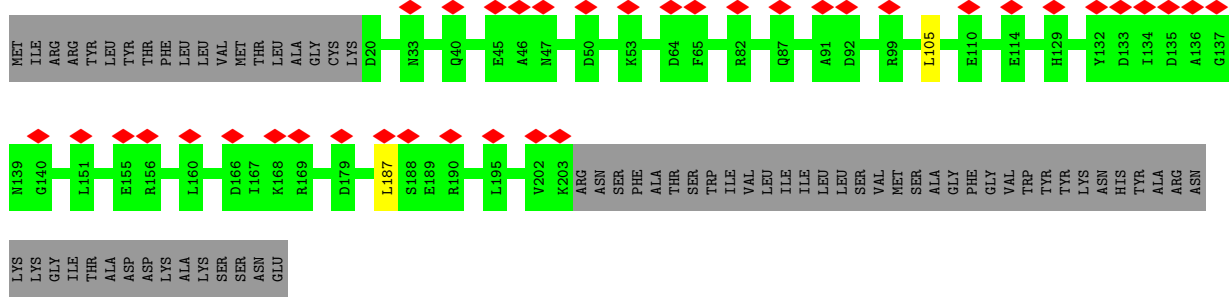 MET ILE ARG ARG TYR LEU TYR THR PHE LEU LEU VAL MET THR LEU ALA GLY CYS LYS D20 N33 Q40 E45 A46 N47 D50 K53 D64 F65 R82 Q87 A91 D92 R99 L105 E110 E114 H129 Y132 D133 I134 D135 A136 G137
N139 G140 L151 E155 R156 L160 D166 I167 K168 R169 D179 L187 S188 E189 R190 L195 V202 K203 ARG ASN SER PHE ALA THR SER TRP ILE VAL LEU ILE ILE LEU LEU SER VAL MET SER ALA GLY PHE GLY VAL TRP TYR TYR LYS ASN HIS TYR ALA ARG ASN
LYS LYS GLY ILE THR ALA ASP ASP LYS ALA LYS SER SER ASN GLU